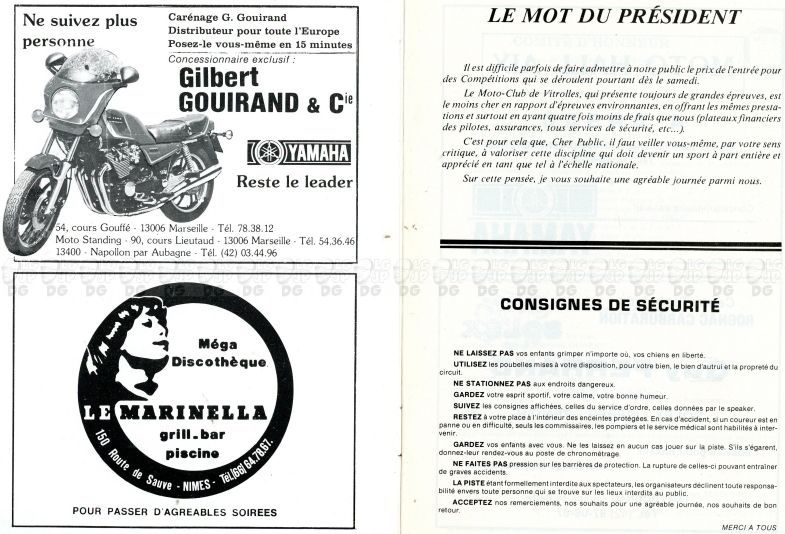 Ne suivez plus
personne
Carénage G. Gouirand
Distributeur pour toute l'Europe
Posez-le vous-même en 15 minutes
Concessionnaire exclusif :
Gilbert
GOUIRAND & Cie
YAMAHA
Reste le leader
54, cours Gouffé - 13006 Marseille - Tél. 78.38.12
Moto Standing - 90, cours Lieutaud - 13006 Marseille - Tél. 54.36.46
13400 - Napollon par Aubagne - Tél. (42) 03.44.96
Méga
Discothèque
LE MARINELLA
grill-bar
piscine
150 Route de Sauve - NIMES - Tél.(66) 64.78.67.
POUR PASSER D'AGREABLES SOIREES
LE MOT DU PRÉSIDENT
Il est difficile parfois de faire admettre à notre public le prix de l'entrée pour
des Compétitions qui se déroulent pourtant dès le samedi.
Le Moto-Club de Vitrolles, qui présente toujours de grandes épreuves, est
le moins cher en rapport d'épreuves environnantes, en offrant les mêmes presta-
tions et surtout en ayant quatre fois moins de frais que nous (plateaux financiers
des pilotes, assurances, tous services de sécurité, etc...).
C'est pour cela que, Cher Public, il faut veiller vous-même, par votre sens
critique, à valoriser cette discipline qui doit devenir un sport à part entière et
apprécié en tant que tel à l'échelle nationale.
Sur cette pensée, je vous souhaite une agréable journée parmi nous.
CONSIGNES DE SÉCURITÉ
NE LAISSEZ PAS vos enfants grimper n'importe où, vos chiens en liberté.
UTILISEZ les poubelles mises à votre disposition, pour votre bien, le bien d'autrui et la propreté du
circuit.
NE STATIONNEZ PAS aux endroits dangereux.
GARDEZ votre esprit sportif, votre calme, votre bonne humeur.
SUIVEZ les consignes affichées, celles du service d'ordre, celles données par le speaker.
RESTEZ à votre place à l'intérieur des enceintes protégées. En cas d'accident, si un coureur est en
panne ou en difficulté, seuls les commissaires, les pompiers et le service médical sont habilités à inter-
venir.
GARDEZ vos enfants avec vous. Ne les laissez en aucun cas jouer sur la piste. S'ils s'égarent,
donnez-leur rendez-vous au poste de chronométrage.
NE FAITES PAS pression sur les barrières de protection. La rupture de celles-ci pouvant entraîner
de graves accidents.
LA PISTE étant formellement interdite aux spectateurs, les organisateurs déclinent toute responsa-
bilité envers toute personne qui se trouve sur les lieux interdits au public.
ACCEPTEZ nos remerciements, nos souhaits pour une agréable journée, nos souhaits de bon
retour.
MERCI A TOUS